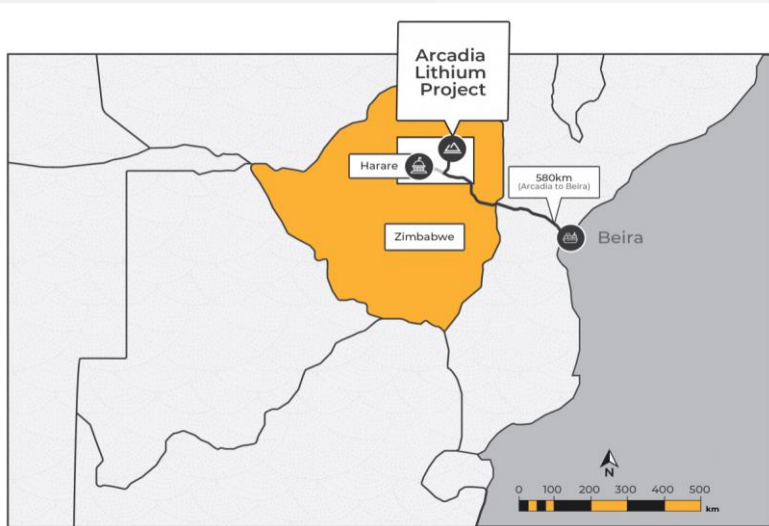 Arcadia
Lithium
Project
Harare
580km
(Arcadia to Beira)
Zimbabwe
Beira
N
0 100 200 300 400 500
km